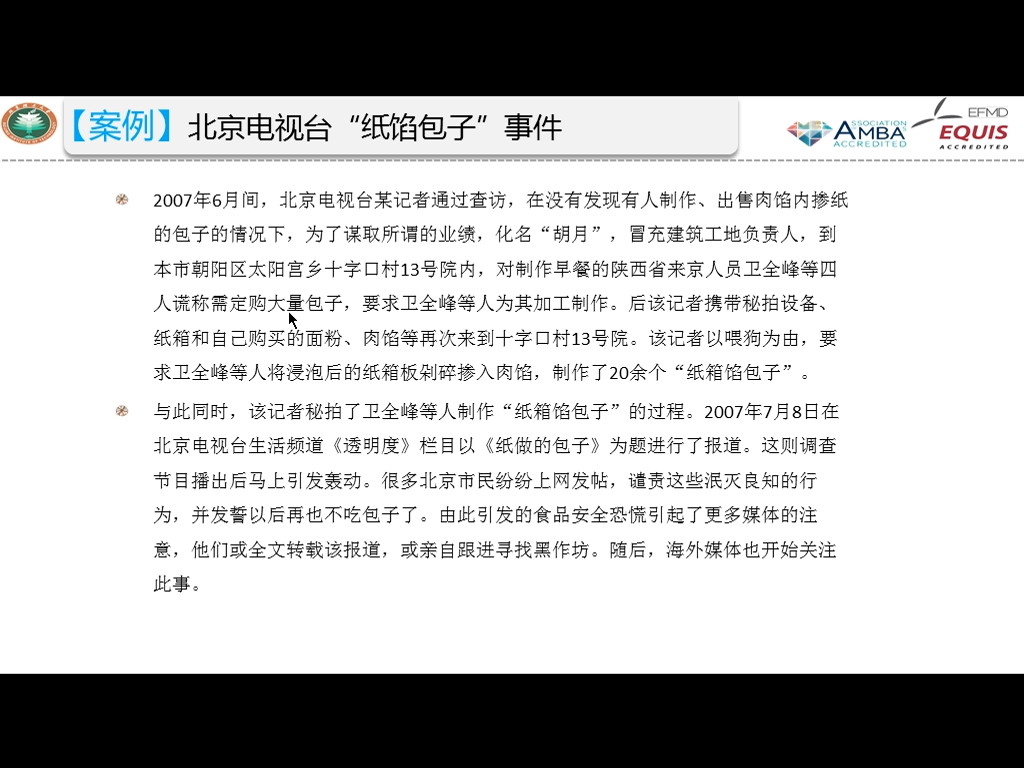 【案例】北京电视台“纸馅包子”事件
ASSOCIATION
AMBA
ACCREDITED
EFMD
EQUIS
ACCREDITED
2007年6月间，北京电视台某记者通过查访，在没有发现有人制作、出售肉馅内掺纸
的包子的情况下，为了谋取所谓的业绩，化名“胡月”，冒充建筑工地负责人，到
本市朝阳区太阳宫乡十字口村13号院内，对制作早餐的陕西省来京人员卫全峰等四
人谎称需定购大量包子，要求卫全峰等人为其加工制作。后该记者携带秘拍设备、
纸箱和自己购买的面粉、肉馅等再次来到十字口村13号院。该记者以喂狗为由，要
求卫全峰等人将浸泡后的纸箱板剁碎掺入肉馅，制作了20余个“纸箱馅包子”。
与此同时，该记者秘拍了卫全峰等人制作“纸箱馅包子”的过程。2007年7月8日在
北京电视台生活频道《透明度》栏目以《纸做的包子》为题进行了报道。这则调查
节目播出后马上引发轰动。很多北京市民纷纷上网发帖，谴责这些泯灭良知的行
为，并发誓以后再也不吃包子了。由此引发的食品安全恐慌引起了更多媒体的注
意，他们或全文转载该报道，或亲自跟进寻找黑作坊。随后，海外媒体也开始关注
此事。